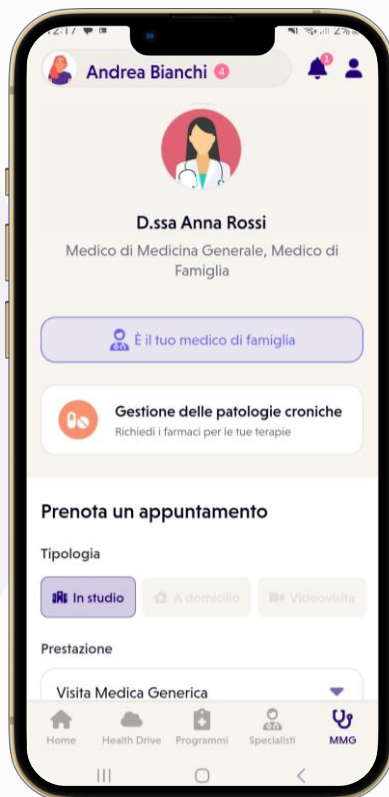 Andrea Bianchi 4
1
D.ssa Anna Rossi
Medico di Medicina Generale, Medico di
Famiglia
È il tuo medico di famiglia
Gestione delle patologie croniche
Richiedi i farmaci per le tue terapie
Prenota un appuntamento
Tipologia
In studio A domicilio Videovisita
Prestazione
Visita Medica Generica
Home Health Drive Programmi Specialisti MMG